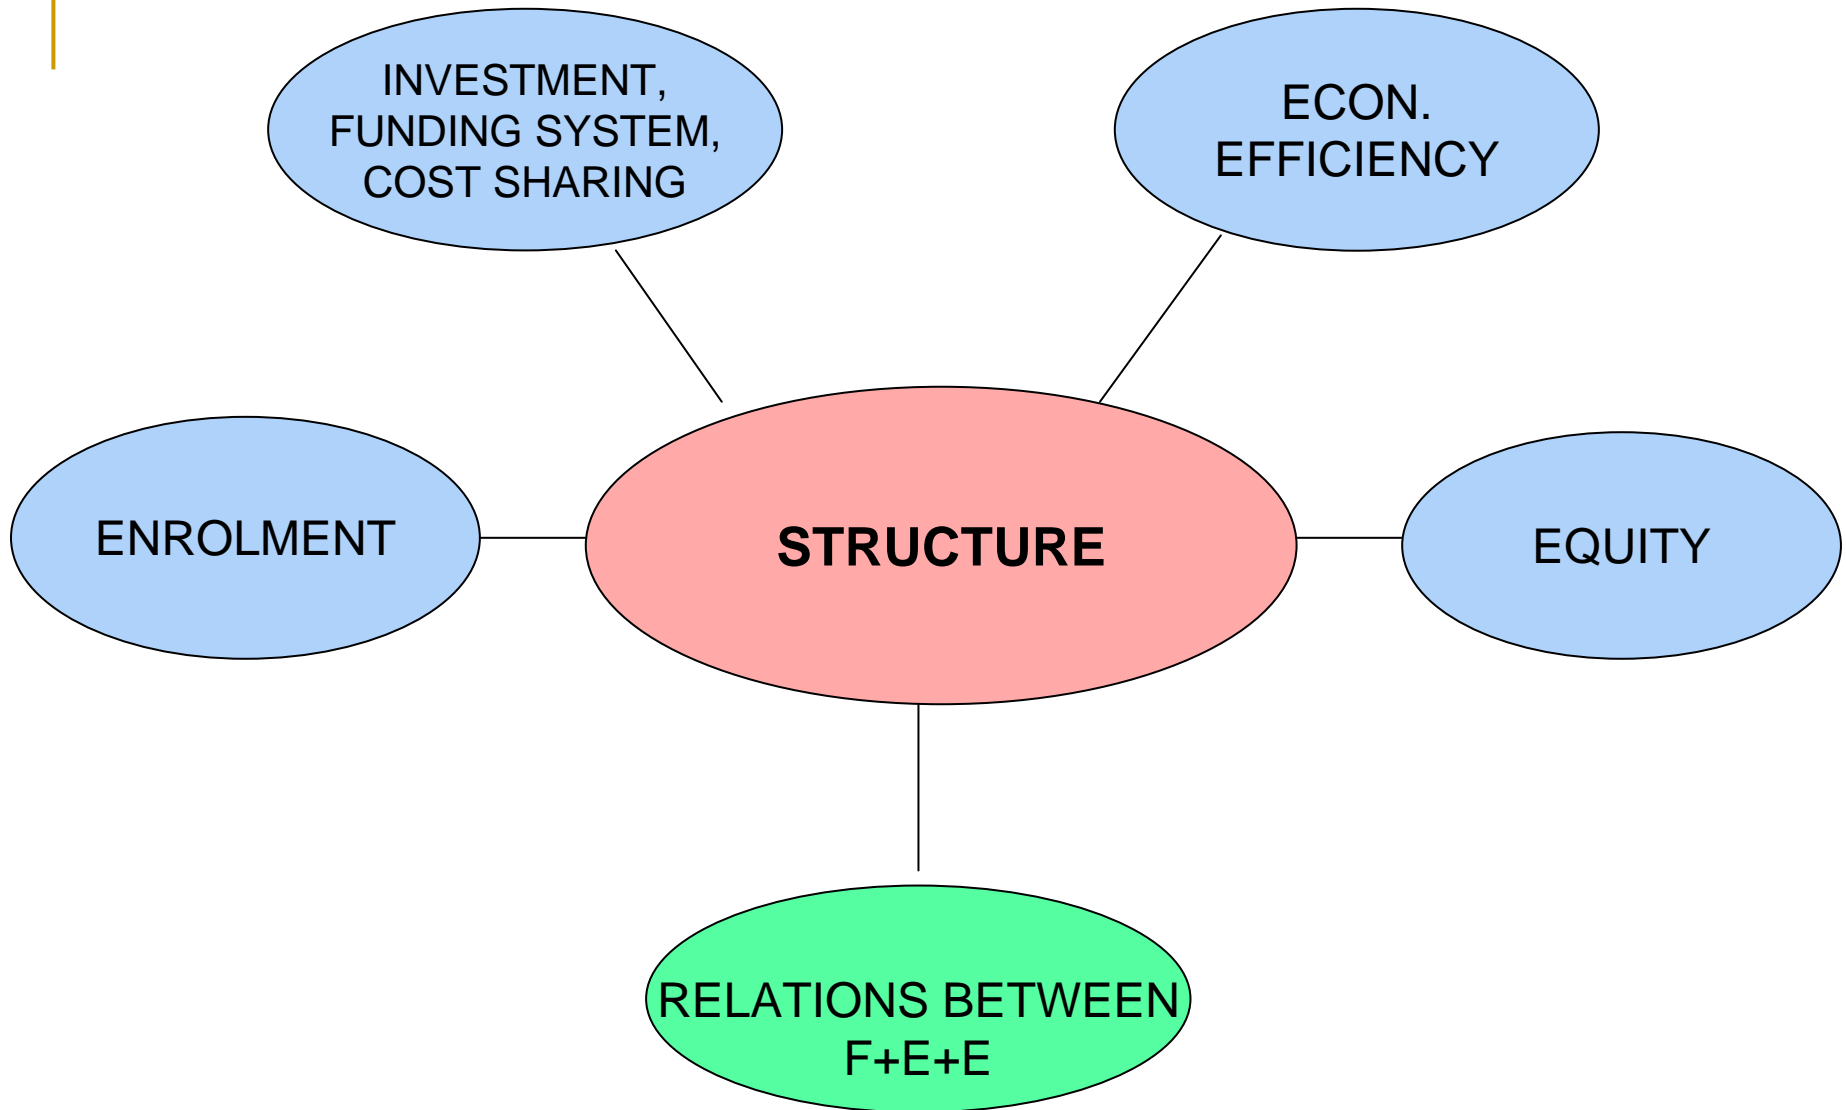 INVESTMENT,
FUNDING SYSTEM,
COST SHARING
ECON.
EFFICIENCY
ENROLMENT
STRUCTURE
EQUITY
RELATIONS BETWEEN
F+E+E